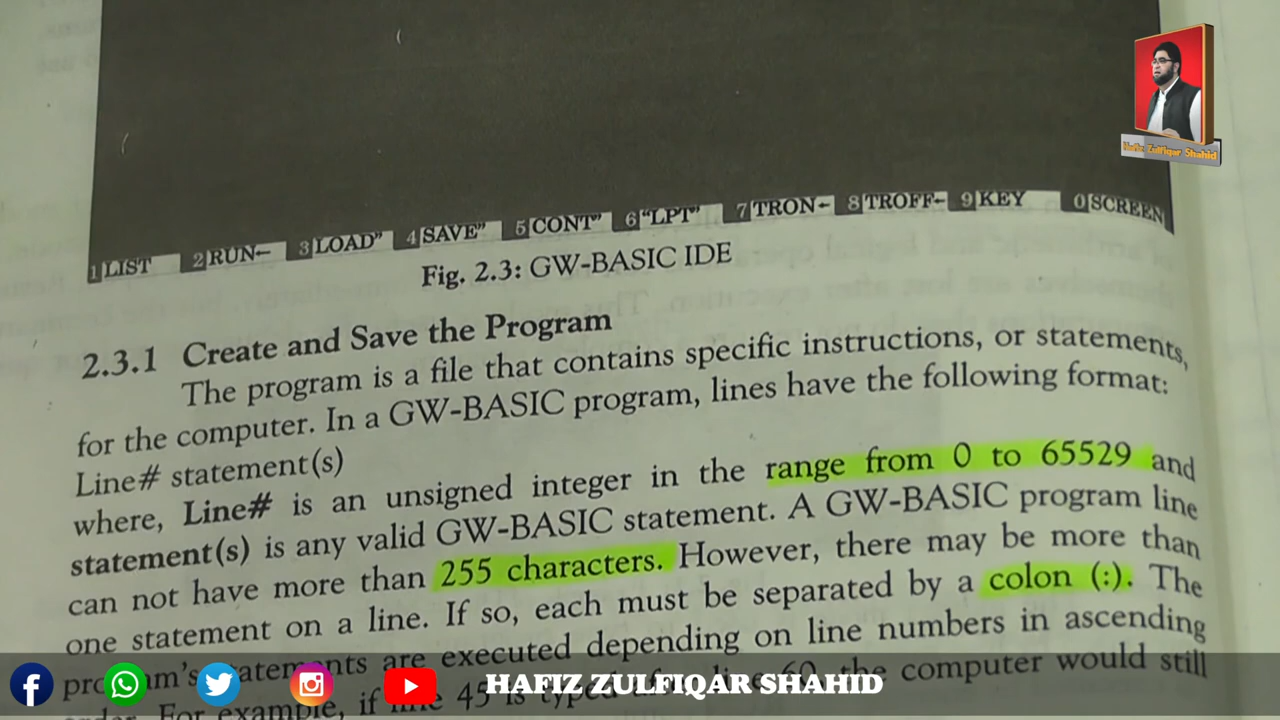 Hafiz Zulfiqar Shahid
1 LIST 2 RUN← 3 LOAD" 4 SAVE" 5 CONT" 6 "LPT" 7 TRON← 8 TROFF← 9 KEY 0 SCREEN
Fig. 2.3: GW-BASIC IDE
2.3.1 Create and Save the Program
The program is a file that contains specific instructions, or statements,
for the computer. In a GW-BASIC program, lines have the following format:
Line# statement(s)
where, Line# is an unsigned integer in the range from 0 to 65529 and
statement(s) is any valid GW-BASIC statement. A GW-BASIC program line
can not have more than 255 characters. However, there may be more than
one statement on a line. If so, each must be separated by a colon (:). The
statements are executed depending on line numbers in ascending
For example, if line 45 is typed line 60, the computer would still
HAFIZ ZULFIQAR SHAHID